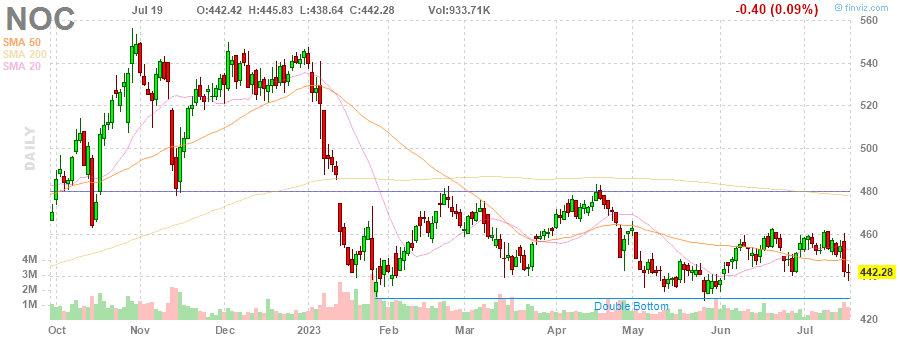 NOC Jul 19 O:442.42 H:445.83 L:438.64 C:442.28 Vol:933.71K -0.40 (0.09%) © finviz.com
SMA 50
SMA 200
SMA 20
DAILY
560
540
520
500
480
460
442.28
420
4M
3M
2M
1M
Double Bottom
Oct Nov Dec 2023 Feb Mar Apr May Jun Jul